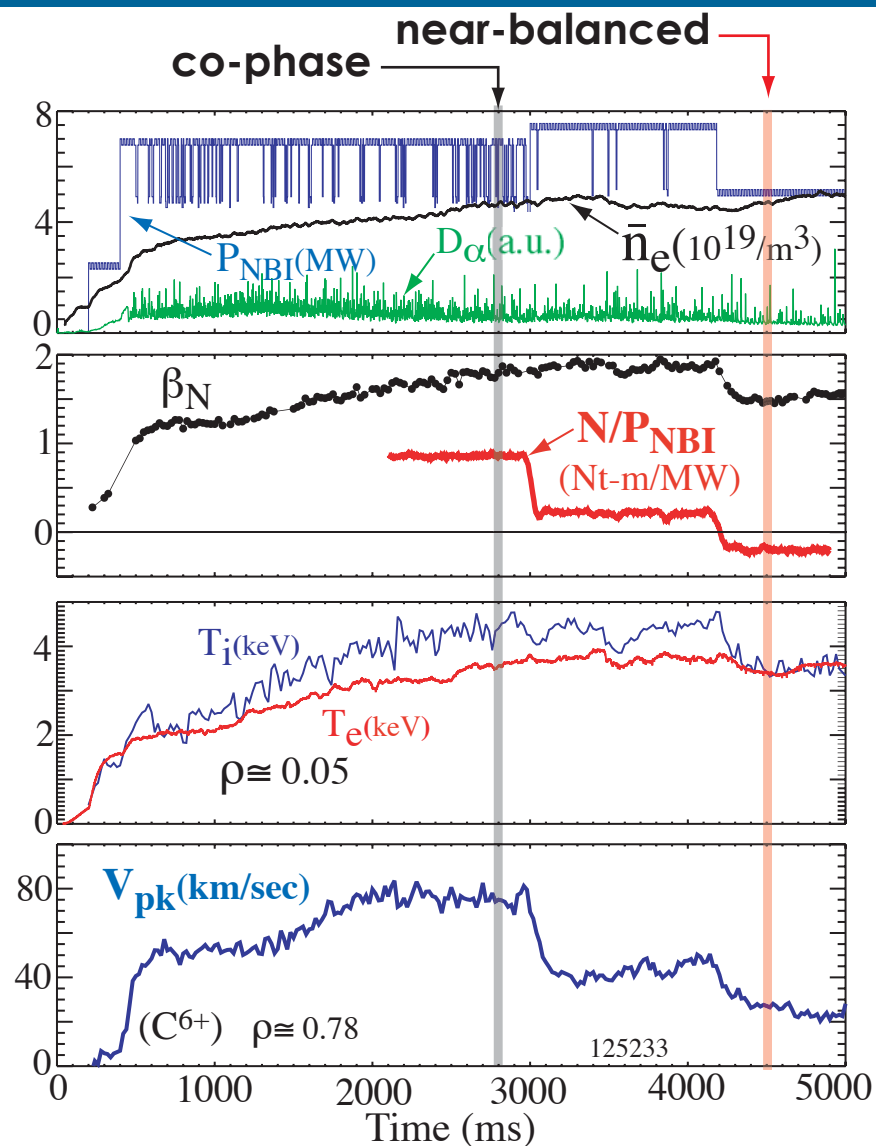 near-balanced
co-phase
8
4
0
P_NBI(MW)
D_α(a.u.)
n̄_e(10^19/m^3)
2
1
0
β_N
N/P_NBI
(Nt-m/MW)
4
2
0
T_i(keV)
T_e(keV)
ρ≅ 0.05
80
40
0
V_pk(km/sec)
(C^6+) ρ≅ 0.78
125233
0 1000 2000 3000 4000 5000
Time (ms)